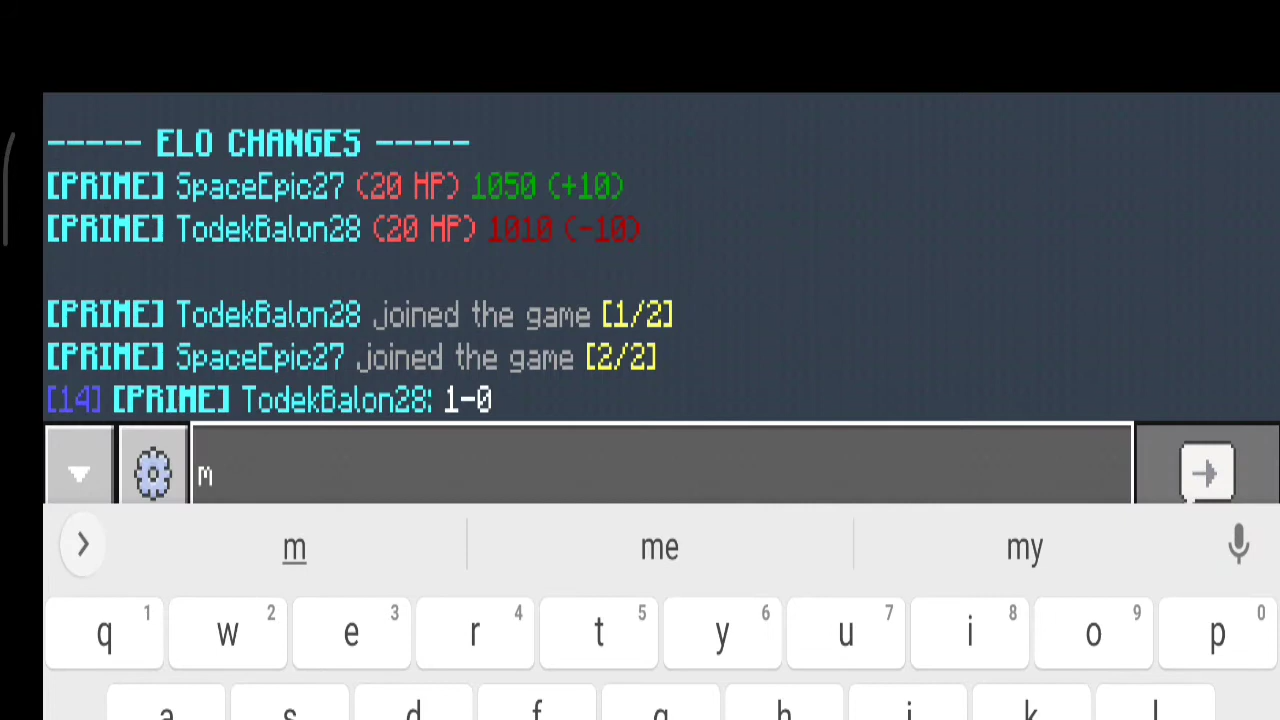 ----- ELO CHANGES -----
[PRIME] SpaceEpic27 (20 HP) 1050 (+10)
[PRIME] TodekBalon28 (20 HP) 1010 (-10)
[PRIME] TodekBalon28 joined the game [1/2]
[PRIME] SpaceEpic27 joined the game [2/2]
[14] [PRIME] TodekBalon28: 1-0
m
m me my
1 2 3 4 5 6 7 8 9 0
q w e r t y u i o p
a s d f g h j k l